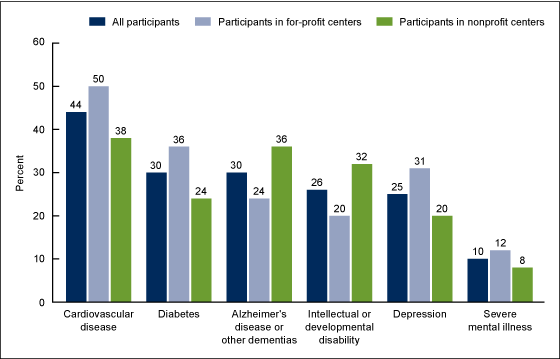 All participants Participants in for-profit centers Participants in nonprofit centers
60
50
40
30
20
10
0
Percent
44 50 38
30 36 24
30 24 36
26 20 32
25 31 20
10 12 8
Cardiovascular
disease
Diabetes
Alzheimer's
disease or
other dementias
Intellectual or
developmental
disability
Depression
Severe
mental illness